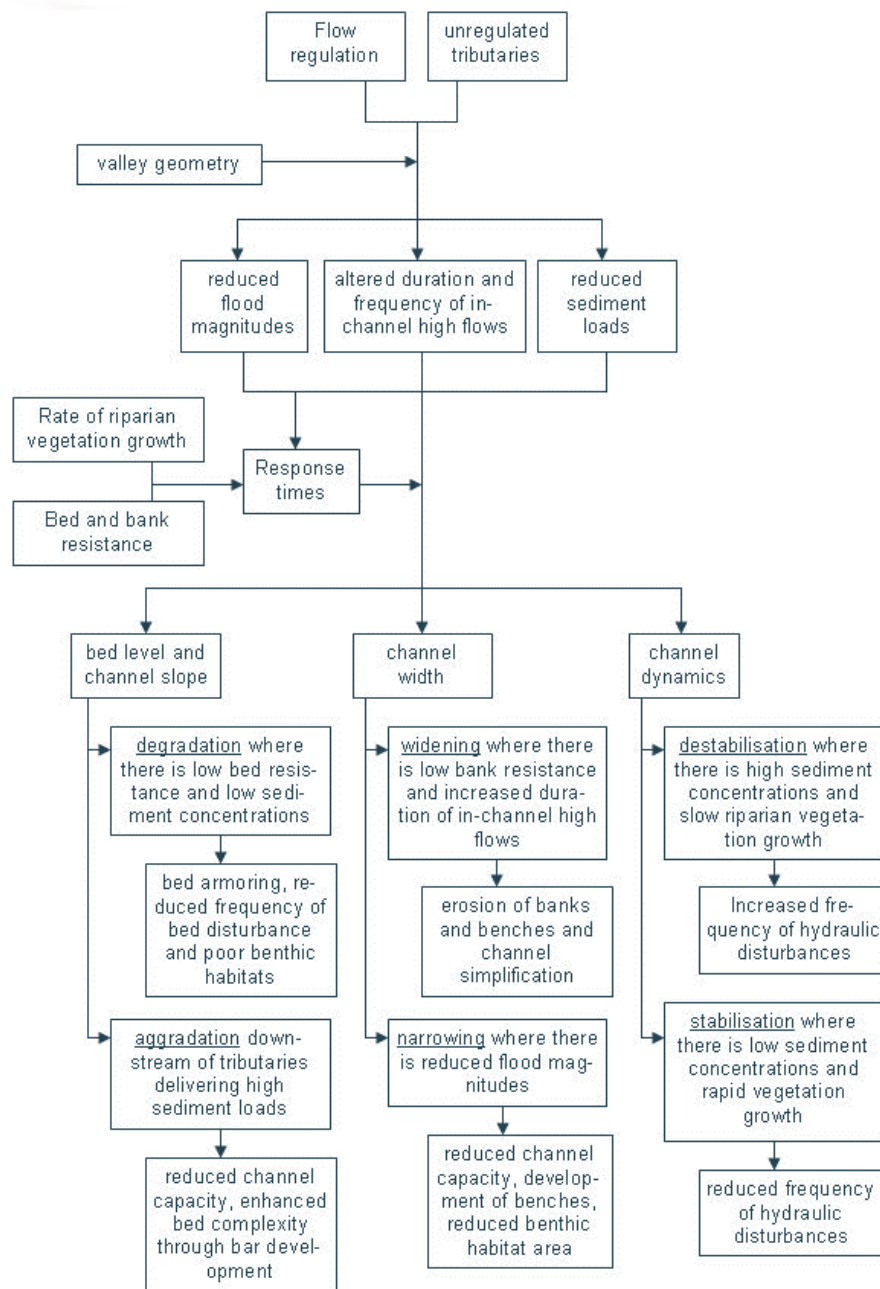 Flow
regulation
unregulated
tributaries
valley geometry
reduced
flood
magnitudes
altered duration and
frequency of in-
channel high flows
reduced
sediment
loads
Rate of riparian
vegetation growth
Response
times
Bed and bank
resistance
bed level and
channel slope
channel
width
channel
dynamics
degradation where
there is low bed resis-
tance and low sedi-
ment concentrations
widening where there
is low bank resistance
and increased dura-
tion of in-channel high
flows
destabilisation where
there is high sediment
concentrations and
slow riparian vegeta-
tion growth
bed armoring, re-
duced frequency of
bed disturbance
and poor benthic
habitats
erosion of banks
and benches and
channel
simplification
Increased fre-
quency of hydraulic
disturbances
aggradation down-
stream of tributaries
delivering high
sediment loads
narrowing where there
is reduced flood mag-
nitudes
stabilisation where
there is low sediment
concentrations and
rapid vegetation
growth
reduced channel
capacity, enhanced
bed complexity
through bar devel-
opment
reduced channel
capacity, develop-
ment of benches,
reduced benthic
habitat area
reduced frequency
of hydraulic
disturbances